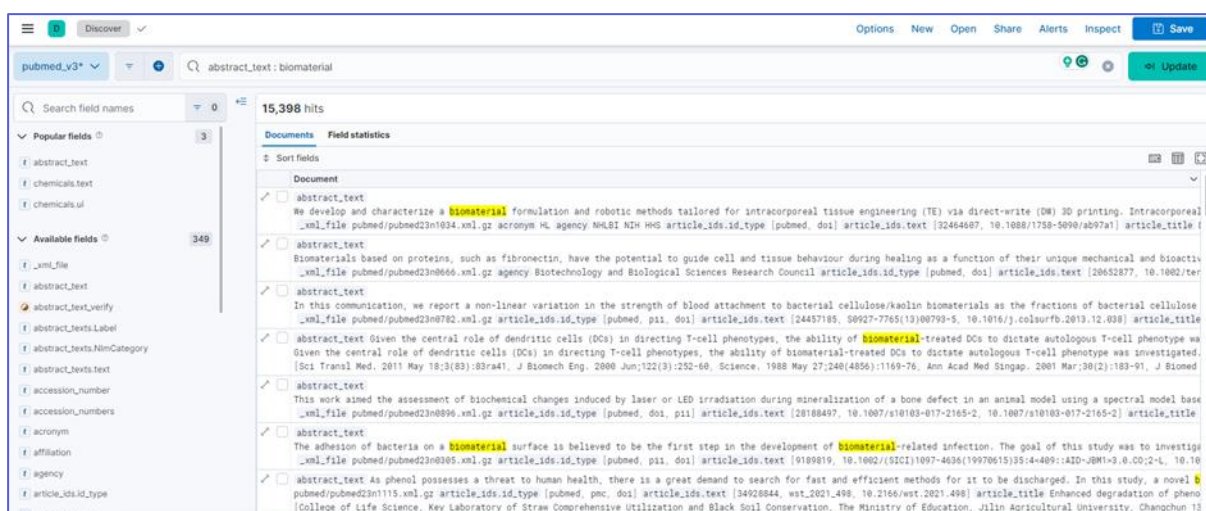 D Discover Options New Open Share Alerts Inspect Save
pubmed_v3* abstract_text : biomaterial Update
Search field names 0
15,398 hits
Popular fields 3
Documents Field statistics
Sort fields
abstract_text
Document
chemicals.text
chemicals.ui
Available fields 349
_xml_file
abstract_text
abstract_text_verify
abstract_texts.Label
abstract_texts.NlmCategory
abstract_texts.text
accession_number
accession_numbers
acronym
affiliation
agency
article_ids.id_type
abstract_text
We develop and characterize a biomaterial formulation and robotic methods tailored for intracorporeal tissue engineering (TE) via direct-write (DW) 3D printing. Intracorporeal
_xml_file pubmed/pubmed23n1034.xml.gz acronym HL agency NHLBI NIH HHS article_ids.id_type [pubmed, doi] article_ids.text [32464607, 10.1088/1758-5090/ab97a1] article_title
abstract_text
Biomaterials based on proteins, such as fibronectin, have the potential to guide cell and tissue behaviour during healing as a function of their unique mechanical and bioactiv
_xml_file pubmed/pubmed23n0666.xml.gz agency Biotechnology and Biological Sciences Research Council article_ids.id_type [pubmed, doi] article_ids.text [20652877, 10.1002/ter
abstract_text
In this communication, we report a non-linear variation in the strength of blood attachment to bacterial cellulose/kaolin biomaterials as the fractions of bacterial cellulose
_xml_file pubmed/pubmed23n0782.xml.gz article_ids.id_type [pubmed, pii, doi] article_ids.text [24457185, S0927-7765(13)00793-5, 10.1016/j.colsurfb.2013.12.038] article_title
abstract_text Given the central role of dendritic cells (DCs) in directing T-cell phenotypes, the ability of biomaterial-treated DCs to dictate autologous T-cell phenotype wa
Given the central role of dendritic cells (DCs) in directing T-cell phenotypes, the ability of biomaterial-treated DCs to dictate autologous T-cell phenotype was investigated.
[Sci Transl Med. 2011 May 18;3(83):83ra41, J Biomech Eng. 2000 Jun;122(3):252-60, Science. 1988 May 27;240(4856):1169-76, Ann Acad Med Singap. 2001 Mar;30(2):183-91, J Biomed
abstract_text
This work aimed the assessment of biochemical changes induced by laser or LED irradiation during mineralization of a bone defect in an animal model using a spectral model base
_xml_file pubmed/pubmed23n0896.xml.gz article_ids.id_type [pubmed, doi, pii] article_ids.text [28188497, 10.1007/s10103-017-2165-2, 10.1007/s10103-017-2165-2] article_title
abstract_text
The adhesion of bacteria on a biomaterial surface is believed to be the first step in the development of biomaterial-related infection. The goal of this study was to investiga
_xml_file pubmed/pubmed23n0305.xml.gz article_ids.id_type [pubmed, pii, doi] article_ids.text [9189819, 10.1002/(SICI)1097-4636(19970615)35:4<409::AID-JBM1>3.0.CO;2-L, 10.10
abstract_text As phenol possesses a threat to human health, there is a great demand to search for fast and efficient methods for it to be discharged. In this study, a novel b
pubmed/pubmed23n1115.xml.gz article_ids.id_type [pubmed, pmc, doi] article_ids.text [34928844, wst_2021_498, 10.2166/wst.2021.498] article_title Enhanced degradation of pheno
[College of Life Science, Key Laboratory of Straw Comprehensive Utilization and Black Soil Conservation, The Ministry of Education, Jilin Agricultural University, Changchun 13